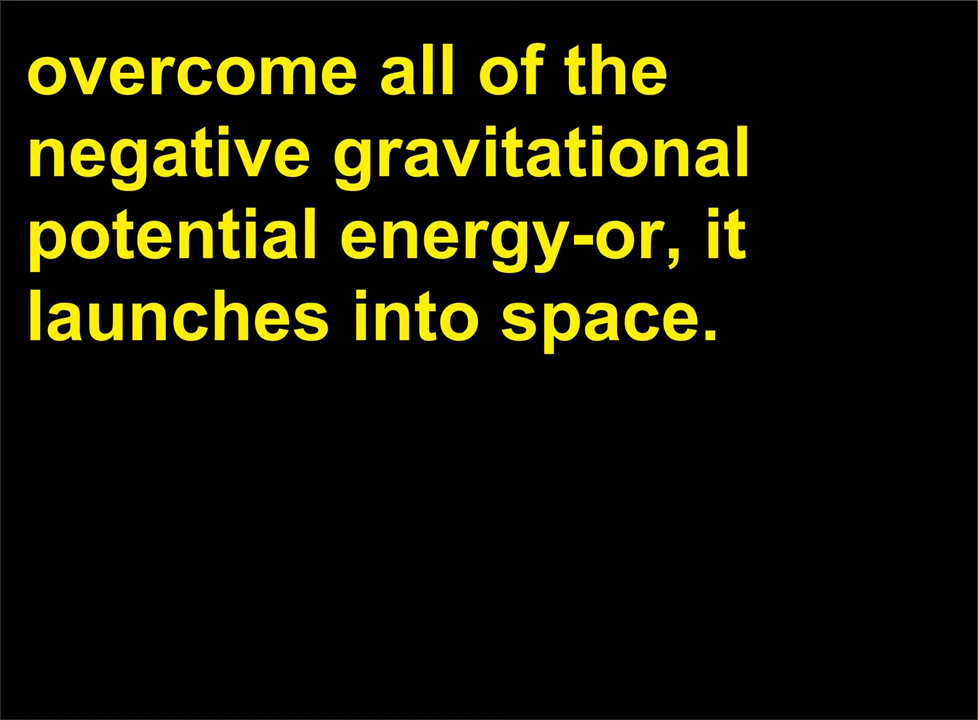 overcome all of the
negative gravitational
potential energy-or, it
launches into space.